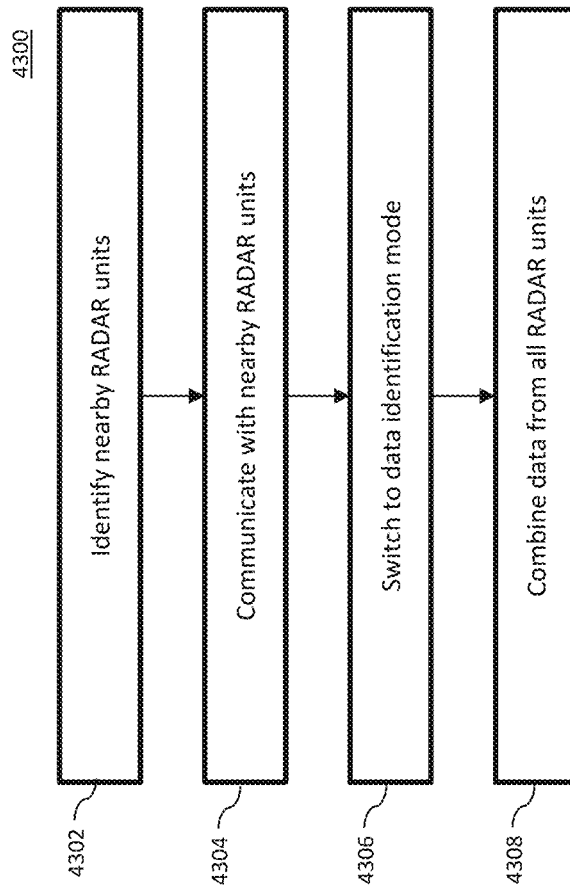 4300
4302
Identify nearby RADAR units
4304
Communicate with nearby RADAR units
4306
Switch to data identification mode
4308
Combine data from all RADAR units